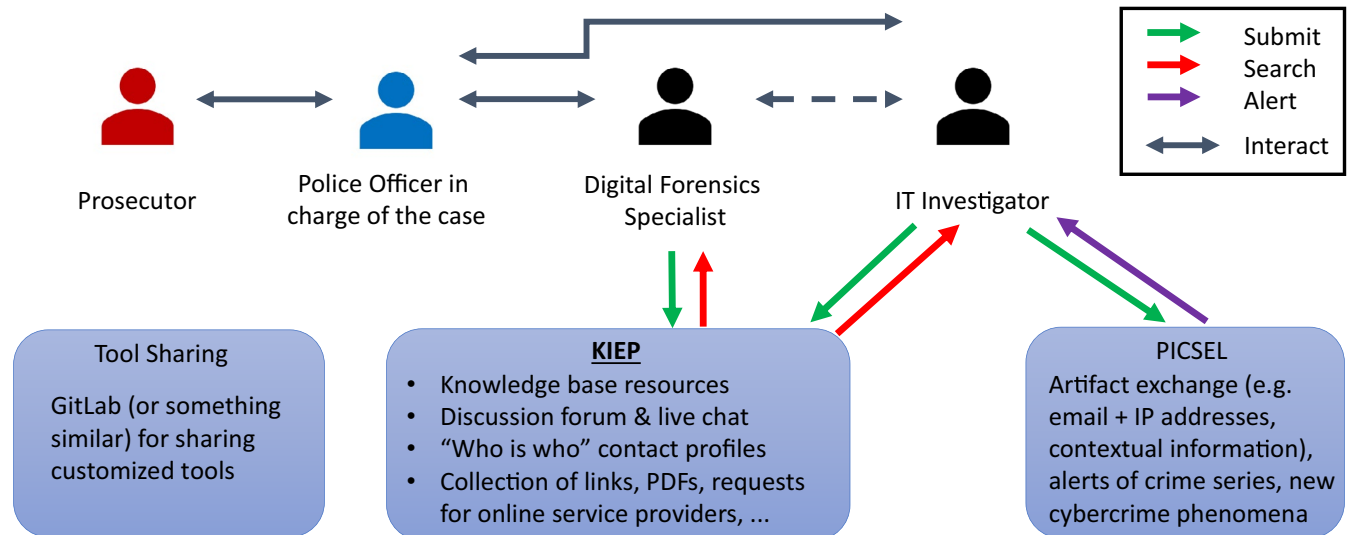 Submit
Search
Alert
Interact
Prosecutor
Police Officer in
charge of the case
Digital Forensics
Specialist
IT Investigator
Tool Sharing
GitLab (or something
similar) for sharing
customized tools
KIEP
• Knowledge base resources
• Discussion forum & live chat
• “Who is who” contact profiles
• Collection of links, PDFs, requests
for online service providers, ...
PICSEL
Artifact exchange (e.g.
email + IP addresses,
contextual information),
alerts of crime series, new
cybercrime phenomena